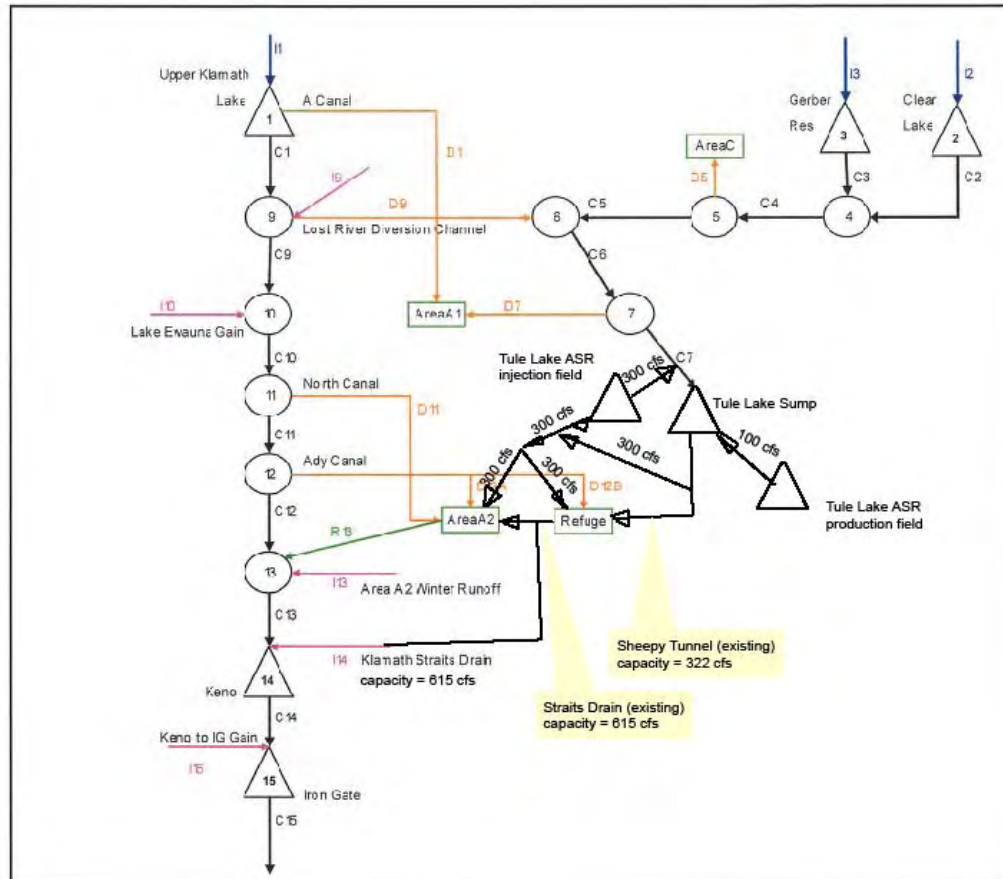 I1
I3
I2
Upper Klamath
Lake
A Canal
Gerber
Res
Clear
Lake
1
3
2
C1
D1
AreaC
C3
C2
I9
D5
9
D9
6
C5
5
C4
4
Lost River Diversion Channel
C9
C6
I10
10
AreaA1
D7
7
Lake Ewauna Gain
C10
Tule Lake ASR
injection field
C7
300 cfs
North Canal
11
D11
300 cfs
Tule Lake Sump
C11
300 cfs
100 cfs
Ady Canal
12
300 cfs
300 cfs
D12B
C12
AreaA2
Refuge
Tule Lake ASR
production field
R13
13
I13
Area A2 Winter Runoff
C13
Sheepy Tunnel (existing)
capacity = 322 cfs
I14
Klamath Straits Drain
capacity = 615 cfs
14
Keno
Straits Drain (existing)
capacity = 615 cfs
C14
Keno to IG Gain
I15
15
Iron Gate
C15